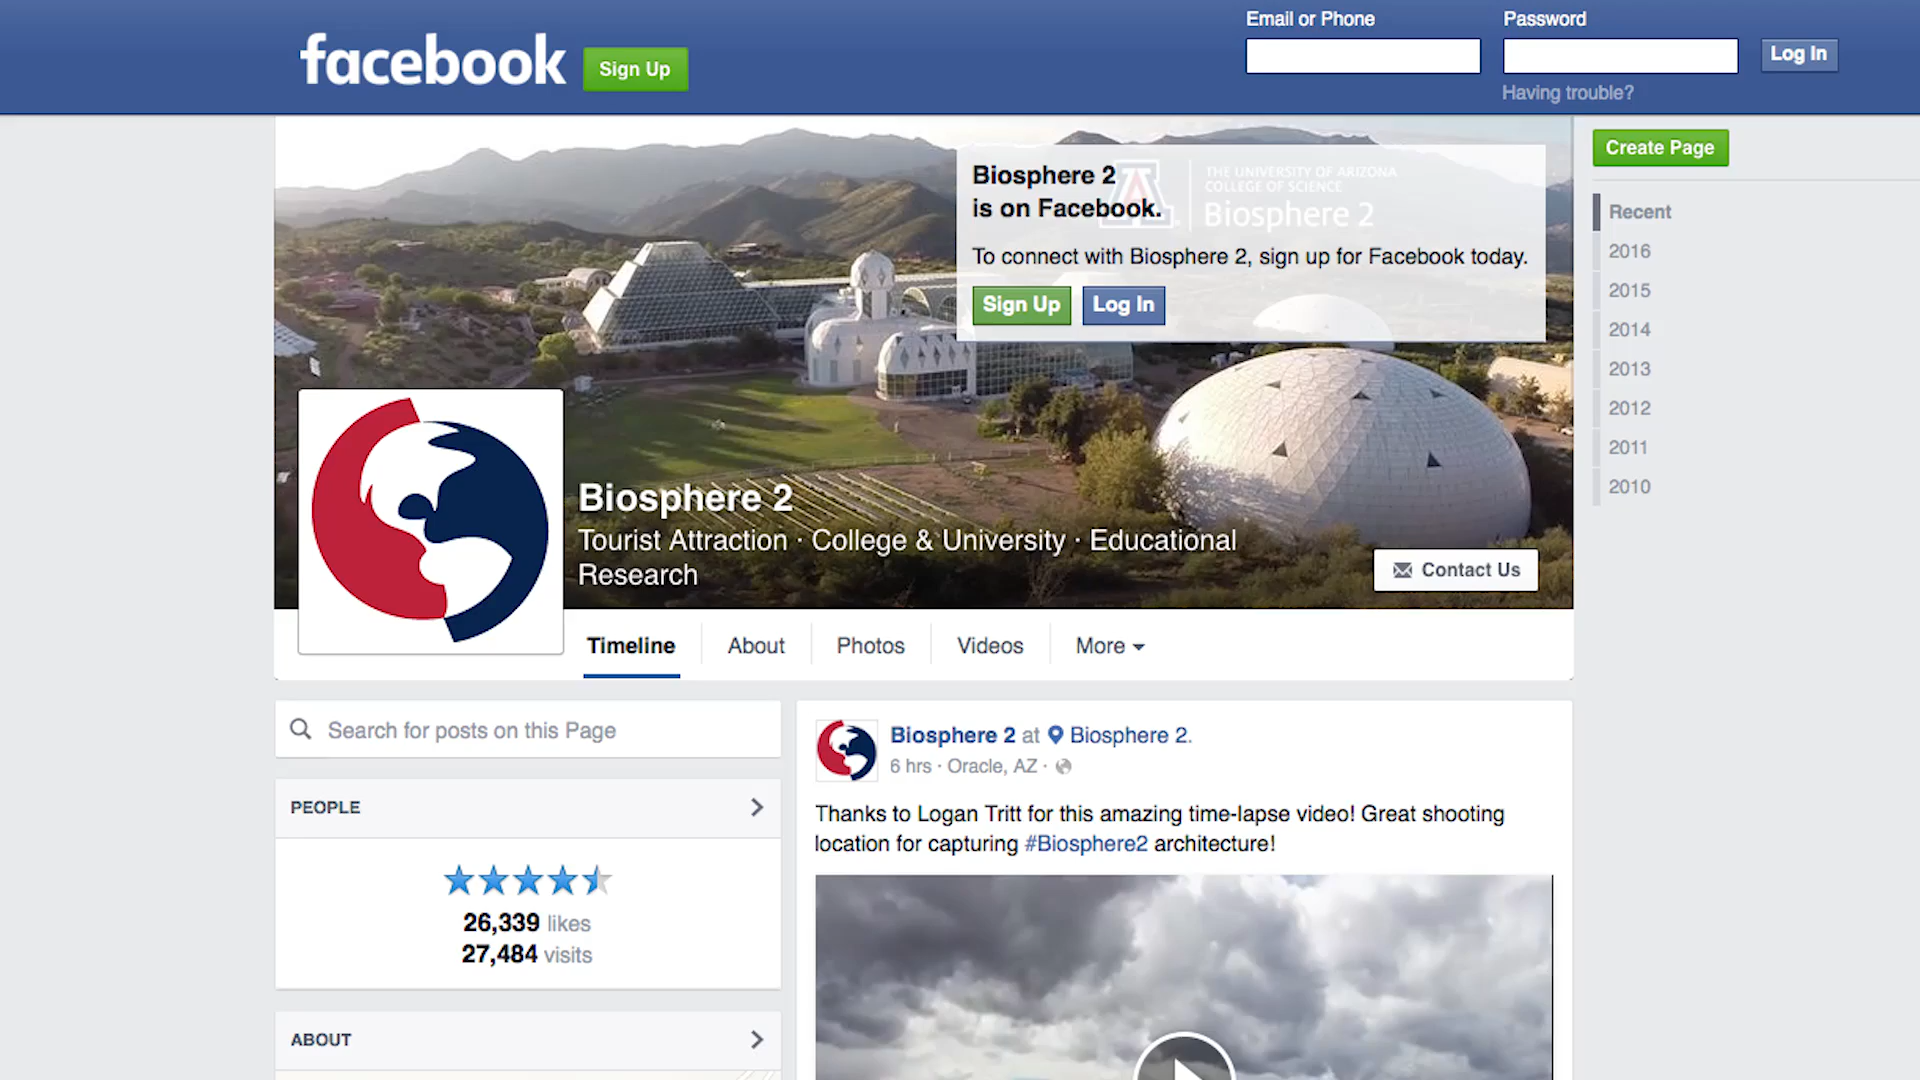 facebook
Sign Up
Email or Phone
Password
Log In
Having trouble?
Create Page
Recent
2016
2015
2014
2013
2012
2011
2010
THE UNIVERSITY OF ARIZONA
COLLEGE OF SCIENCE
Biosphere 2
Biosphere 2
is on Facebook.
To connect with Biosphere 2, sign up for Facebook today.
Sign Up
Log In
Biosphere 2
Tourist Attraction · College & University · Educational
Research
Contact Us
Timeline
About
Photos
Videos
More
Search for posts on this Page
PEOPLE
26,339 likes
27,484 visits
ABOUT
Biosphere 2 at Biosphere 2.
6 hrs · Oracle, AZ ·
Thanks to Logan Tritt for this amazing time-lapse video! Great shooting
location for capturing #Biosphere2 architecture!